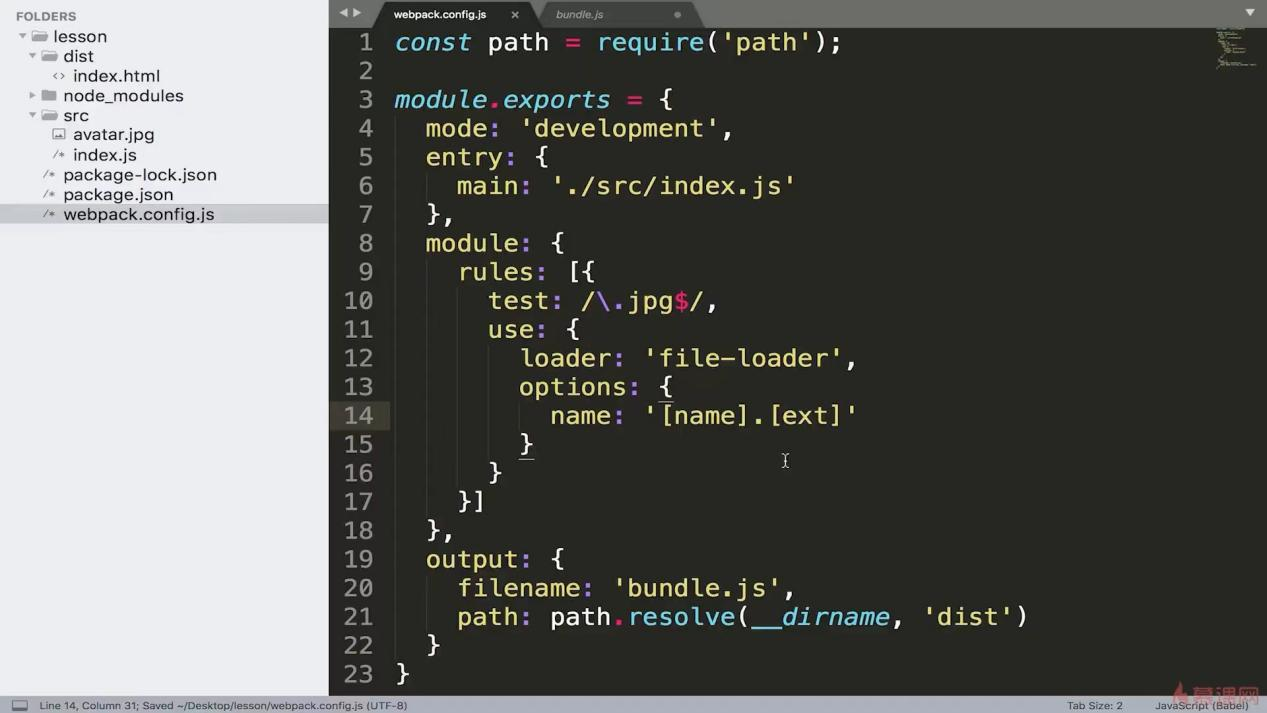 FOLDERS
lesson
dist
index.html
node_modules
src
avatar.jpg
index.js
package-lock.json
package.json
webpack.config.js
webpack.config.js
bundle.js
1 const path = require('path');
2
3 module.exports = {
4 mode: 'development',
5 entry: {
6 main: './src/index.js'
7 },
8 module: {
9 rules: [{
10 test: /\.jpg$/,
11 use: {
12 loader: 'file-loader',
13 options: {
14 name: '[name].[ext]'
15 }
16 }
17 }]
18 },
19 output: {
20 filename: 'bundle.js',
21 path: path.resolve(__dirname, 'dist')
22 }
23 }
Line 14, Column 31; Saved ~/Desktop/lesson/webpack.config.js (UTF-8)
Tab Size: 2
JavaScript (Babel)
慕课网